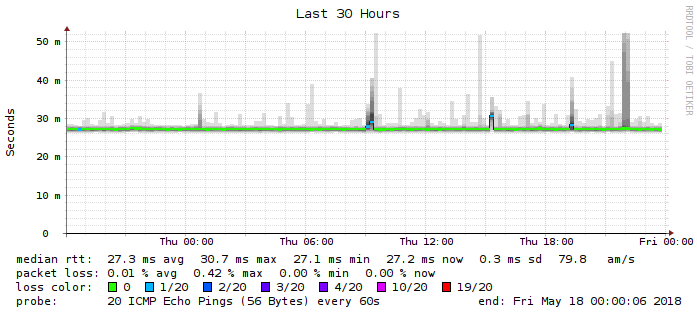 Last 30 Hours
RRDTOOL / TOBI OETIKER
Seconds
50 m
40 m
30 m
20 m
10 m
0
Thu 00:00 Thu 06:00 Thu 12:00 Thu 18:00 Fri 00:00
median rtt: 27.3 ms avg 30.7 ms max 27.1 ms min 27.2 ms now 0.3 ms sd 79.8 am/s
packet loss: 0.01 % avg 0.42 % max 0.00 % min 0.00 % now
loss color: 0 1/20 2/20 3/20 4/20 10/20 19/20
probe: 20 ICMP Echo Pings (56 Bytes) every 60s end: Fri May 18 00:00:06 2018